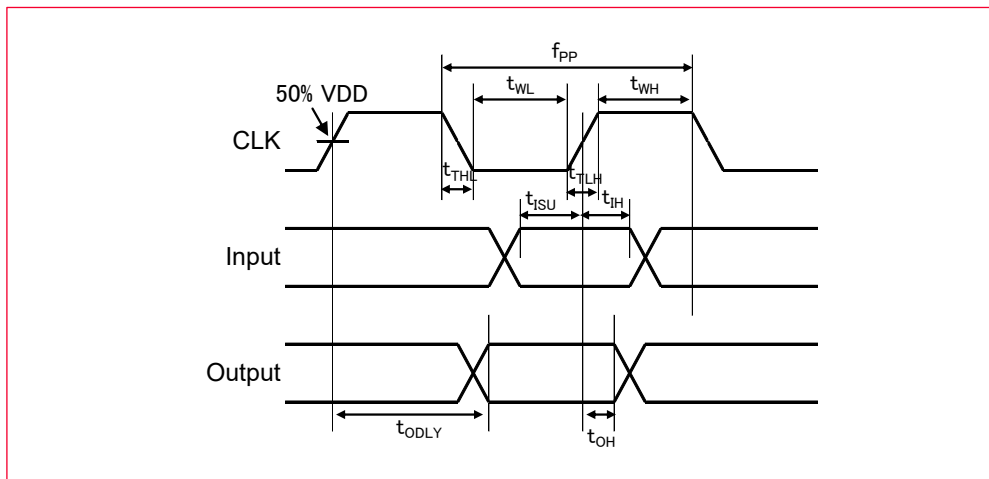 fPP
tWL
tWH
50% VDD
CLK
tTHL
tTLH
tISU
tIH
Input
Output
tODLY
tOH